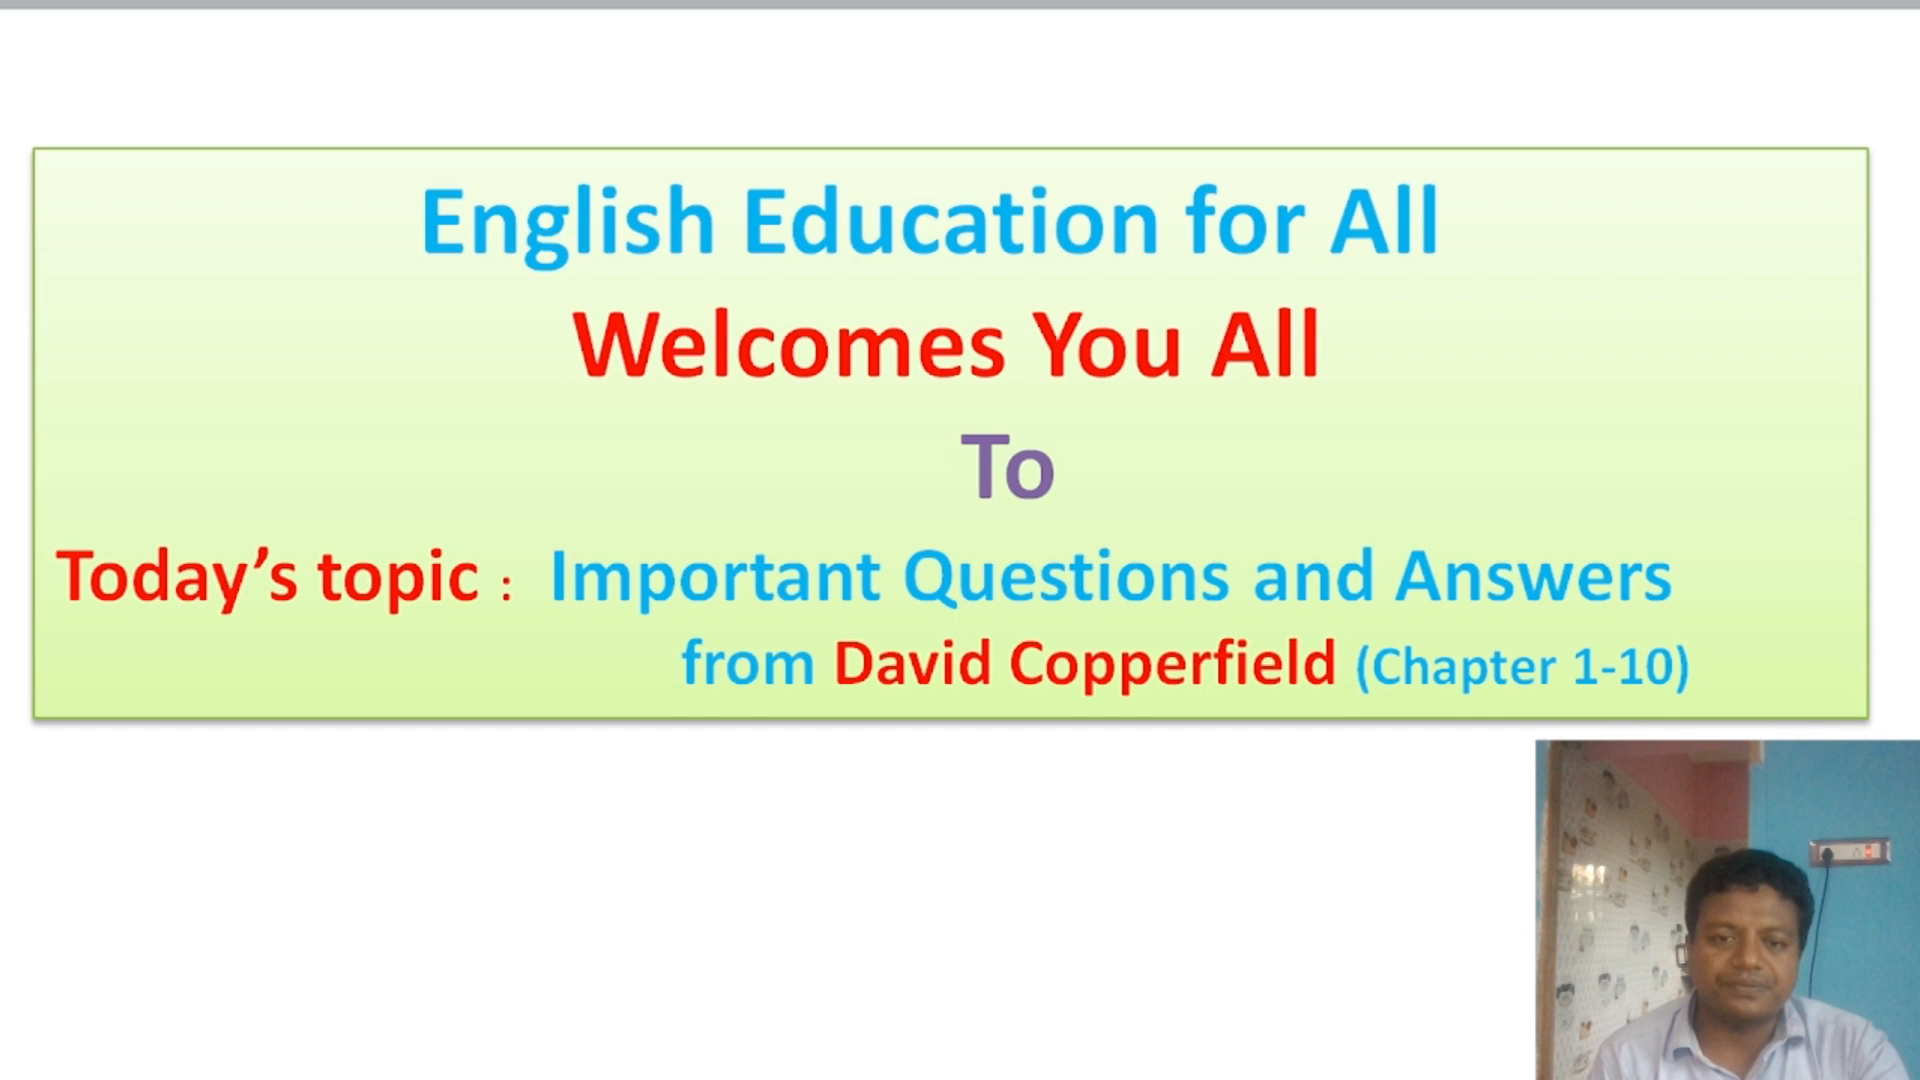 English Education for All
Welcomes You All
To
Today’s topic : Important Questions and Answers
from David Copperfield (Chapter 1-10)